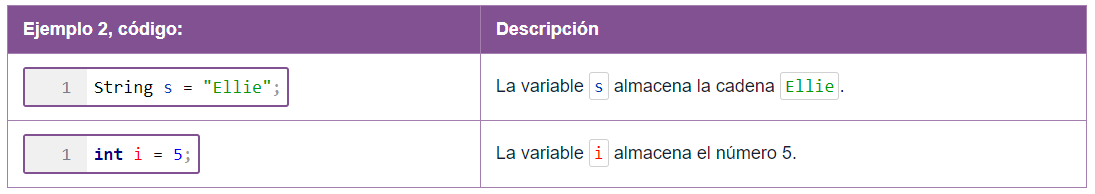 Ejemplo 2, código: Descripción
1 String s = "Ellie"; La variable s almacena la cadena Ellie.
1 int i = 5; La variable i almacena el número 5.